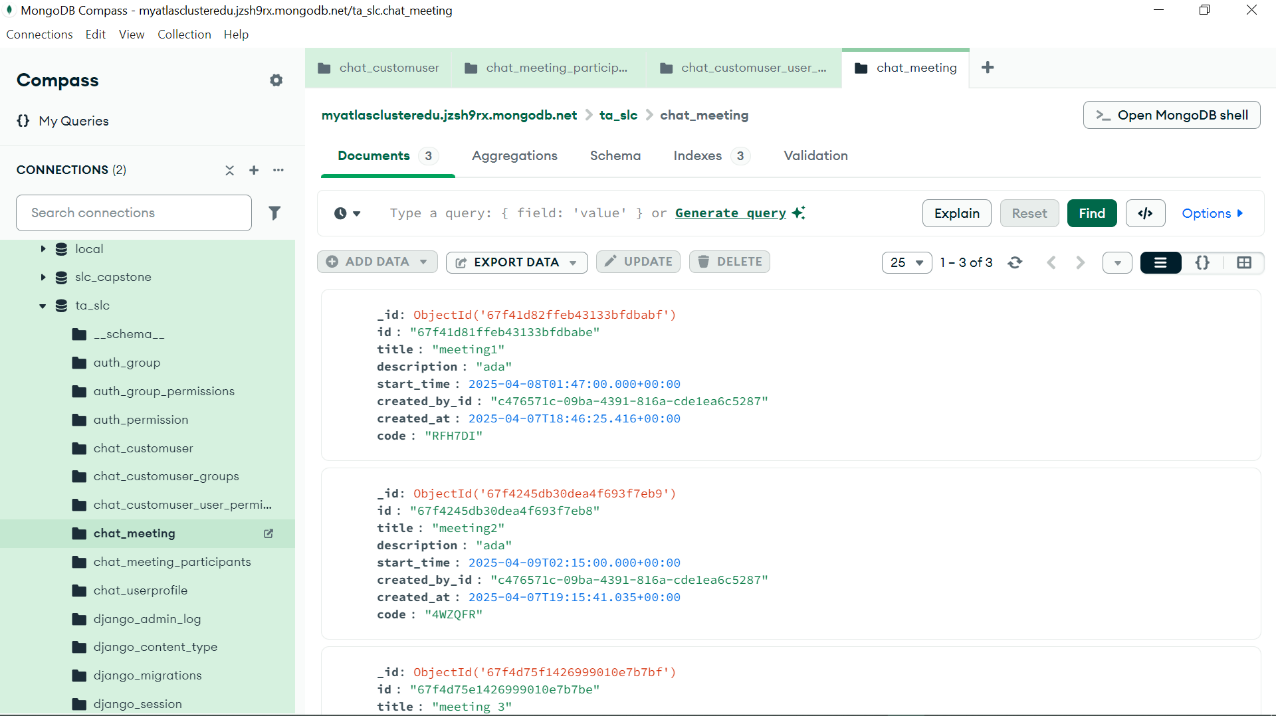 MongoDB Compass - myatlasclusteredu.jzsh9rx.mongodb.net/ta_slc.chat_meeting
Connections Edit View Collection Help
Compass
{} My Queries
CONNECTIONS (2)
Search connections
local
slc_capstone
ta_slc
__schema__
auth_group
auth_group_permissions
auth_permission
chat_customuser
chat_customuser_groups
chat_customuser_user_permi...
chat_meeting
chat_meeting_participants
chat_userprofile
django_admin_log
django_content_type
django_migrations
django_session
chat_customuser chat_meeting_particip... chat_customuser_user_... chat_meeting
myatlasclusteredu.jzsh9rx.mongodb.net > ta_slc > chat_meeting
>_ Open MongoDB shell
Documents 3 Aggregations Schema Indexes 3 Validation
Type a query: { field: 'value' } or Generate query
Explain Reset Find </> Options
ADD DATA EXPORT DATA UPDATE DELETE
25 1 – 3 of 3 {}
_id: ObjectId('67f41d82ffeb43133bfdbabf')
id : "67f41d81ffeb43133bfdbabe"
title : "meeting1"
description : "ada"
start_time : 2025-04-08T01:47:00.000+00:00
created_by_id : "c476571c-09ba-4391-816a-cde1ea6c5287"
created_at : 2025-04-07T18:46:25.416+00:00
code : "RFH7DI"
_id: ObjectId('67f4245db30dea4f693f7eb9')
id : "67f4245db30dea4f693f7eb8"
title : "meeting2"
description : "ada"
start_time : 2025-04-09T02:15:00.000+00:00
created_by_id : "c476571c-09ba-4391-816a-cde1ea6c5287"
created_at : 2025-04-07T19:15:41.035+00:00
code : "4WZQFR"
_id: ObjectId('67f4d75f1426999010e7b7bf')
id : "67f4d75e1426999010e7b7be"
title : "meeting 3"